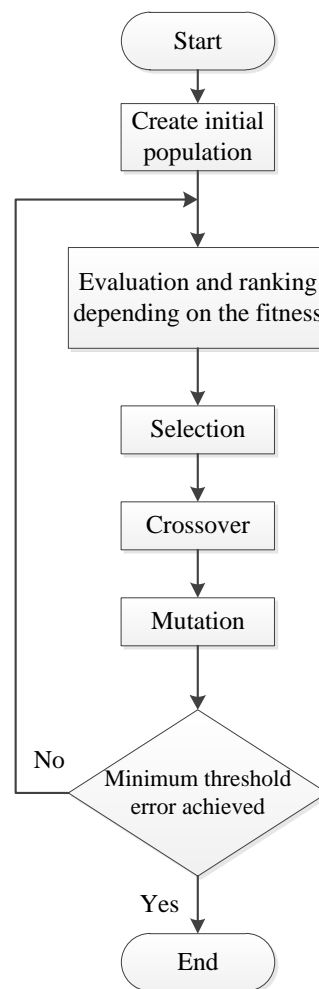 Start
Create initial
population
Evaluation and ranking
depending on the fitness
Selection
Crossover
Mutation
No
Minimum threshold
error achieved
Yes
End